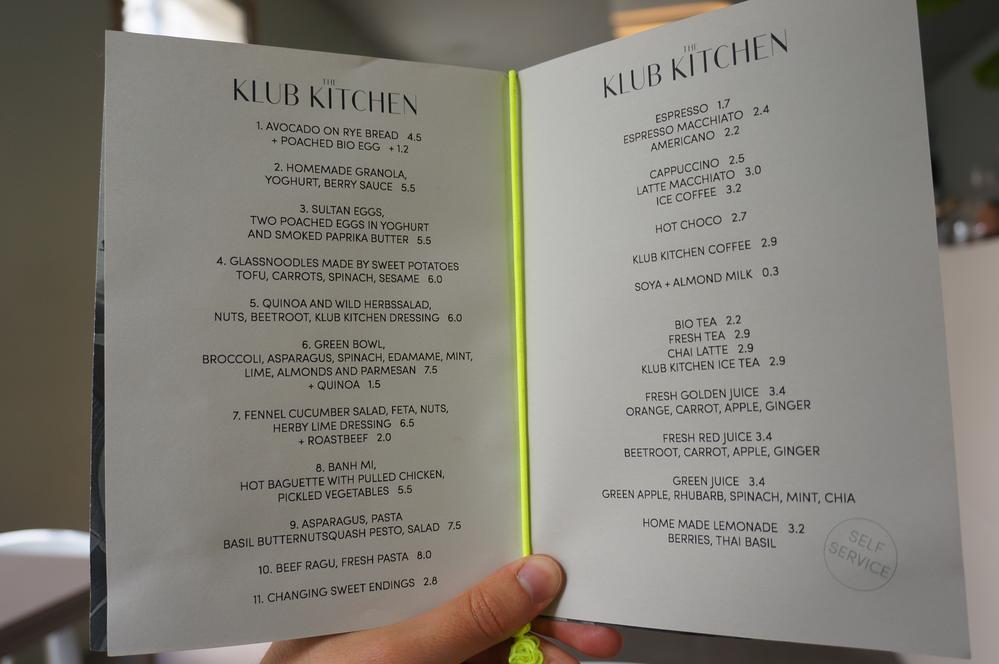 THE
KLUB KITCHEN
1. AVOCADO ON RYE BREAD 4.5
+ POACHED BIO EGG + 1.2
2. HOMEMADE GRANOLA,
YOGHURT, BERRY SAUCE 5.5
3. SULTAN EGGS,
TWO POACHED EGGS IN YOGHURT
AND SMOKED PAPRIKA BUTTER 5.5
4. GLASSNOODLES MADE BY SWEET POTATOES
TOFU, CARROTS, SPINACH, SESAME 6.0
5. QUINOA AND WILD HERBSSALAD,
NUTS, BEETROOT, KLUB KITCHEN DRESSING 6.0
6. GREEN BOWL,
BROCCOLI, ASPARAGUS, SPINACH, EDAMAME, MINT,
LIME, ALMONDS AND PARMESAN 7.5
+ QUINOA 1.5
7. FENNEL CUCUMBER SALAD, FETA, NUTS,
HERBY LIME DRESSING 6.5
+ ROASTBEEF 2.0
8. BANH MI,
HOT BAGUETTE WITH PULLED CHICKEN,
PICKLED VEGETABLES 5.5
9. ASPARAGUS, PASTA
BASIL BUTTERNUTSQUASH PESTO, SALAD 7.5
10. BEEF RAGU, FRESH PASTA 8.0
11. CHANGING SWEET ENDINGS 2.8
THE
KLUB KITCHEN
ESPRESSO 1.7
ESPRESSO MACCHIATO 2.4
AMERICANO 2.2
CAPPUCCINO 2.5
LATTE MACCHIATO 3.0
ICE COFFEE 3.2
HOT CHOCO 2.7
KLUB KITCHEN COFFEE 2.9
SOYA + ALMOND MILK 0.3
BIO TEA 2.2
FRESH TEA 2.9
CHAI LATTE 2.9
KLUB KITCHEN ICE TEA 2.9
FRESH GOLDEN JUICE 3.4
ORANGE, CARROT, APPLE, GINGER
FRESH RED JUICE 3.4
BEETROOT, CARROT, APPLE, GINGER
GREEN JUICE 3.4
GREEN APPLE, RHUBARB, SPINACH, MINT, CHIA
HOME MADE LEMONADE 3.2
BERRIES, THAI BASIL
SELF
SERVICE